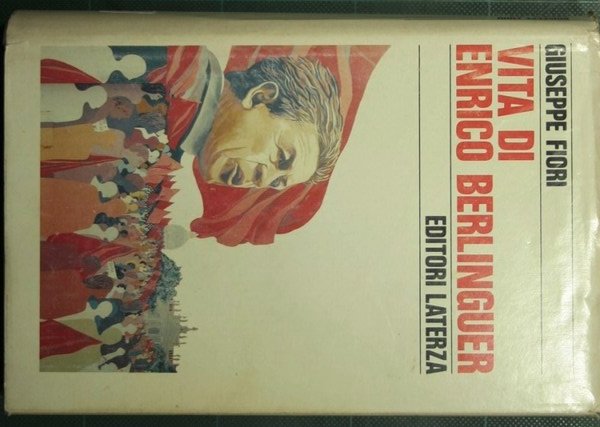 GIUSEPPE FIORI
VITA DI
ENRICO BERLINGUER
EDITORI LATERZA